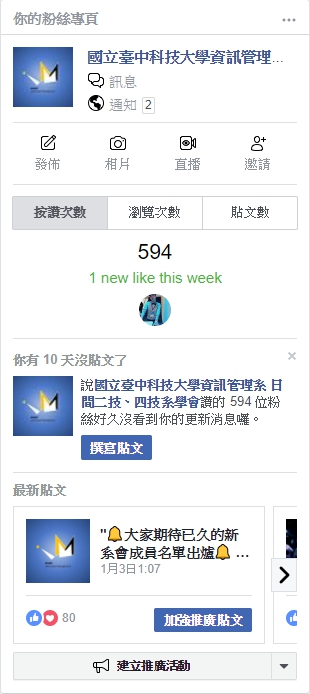 你的粉絲專頁
國立臺中科技大學資訊管理...
訊息
通知 2
發佈 相片 直播 邀請
按讚次數 瀏覽次數 貼文數
594
1 new like this week
你有 10 天沒貼文了
說國立臺中科技大學資訊管理系 日
間二技、四技系學會讚的 594 位粉
絲好久沒看到你的更新消息囉。
撰寫貼文
最新貼文
"🔔大家期待已久的新
系會成員名單出爐🔔 ...
1月3日1:07
80
加強推廣貼文
建立推廣活動